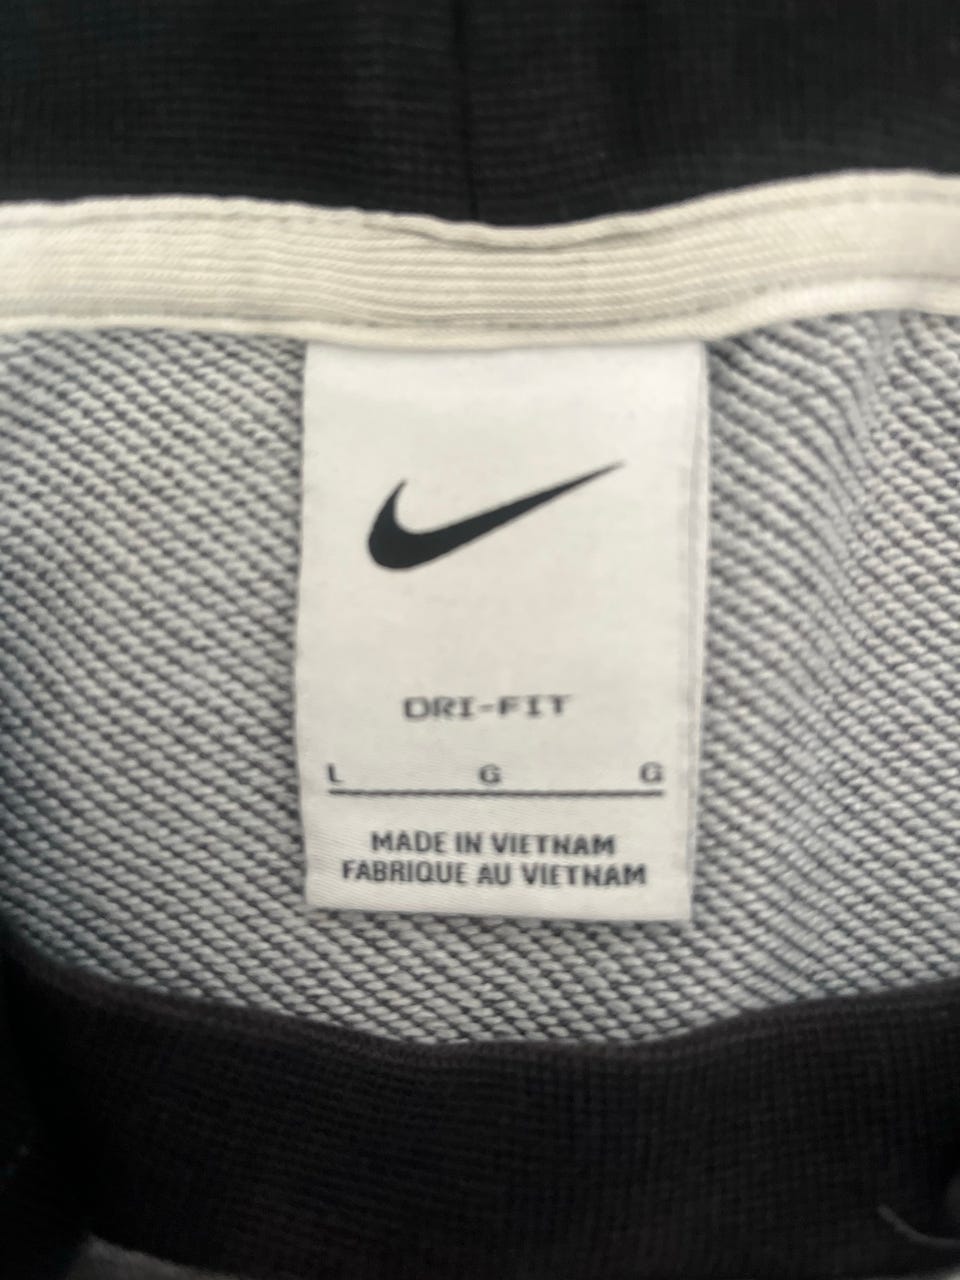 DRI-FIT
L G G
MADE IN VIETNAM
FABRIQUE AU VIETNAM